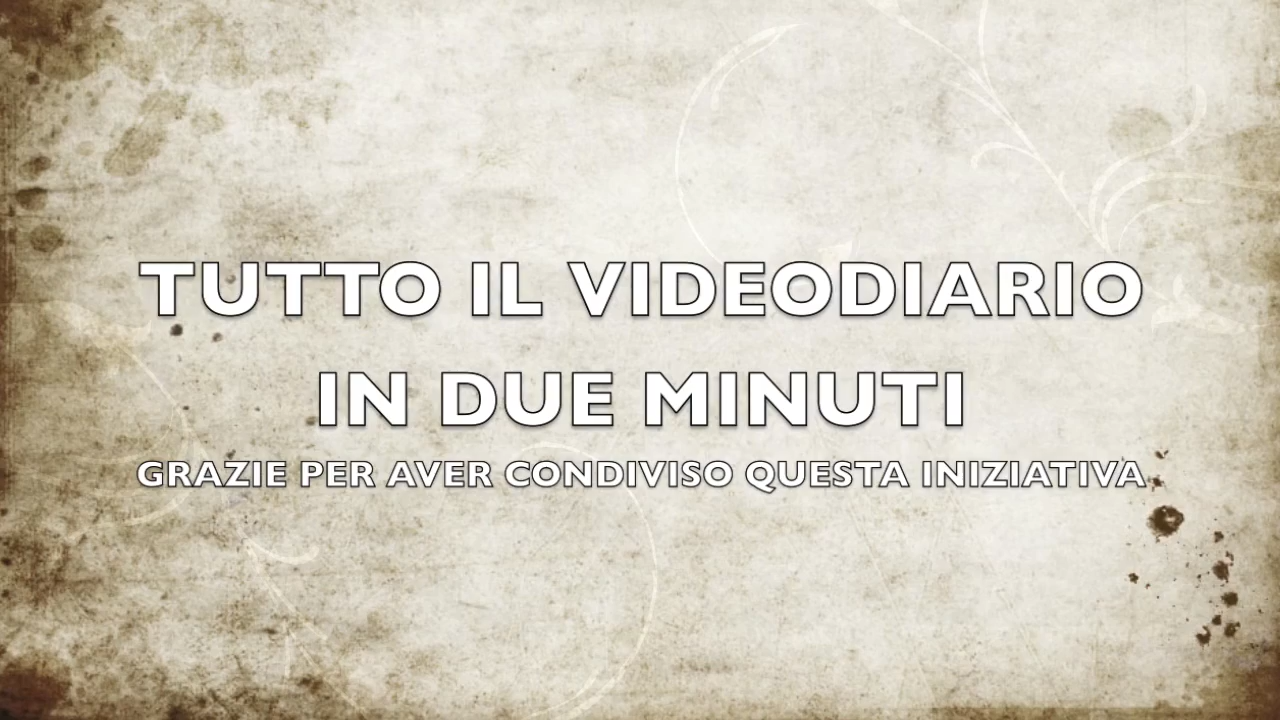 TUTTO IL VIDEODIARIO
IN DUE MINUTI
GRAZIE PER AVER CONDIVISO QUESTA INIZIATIVA